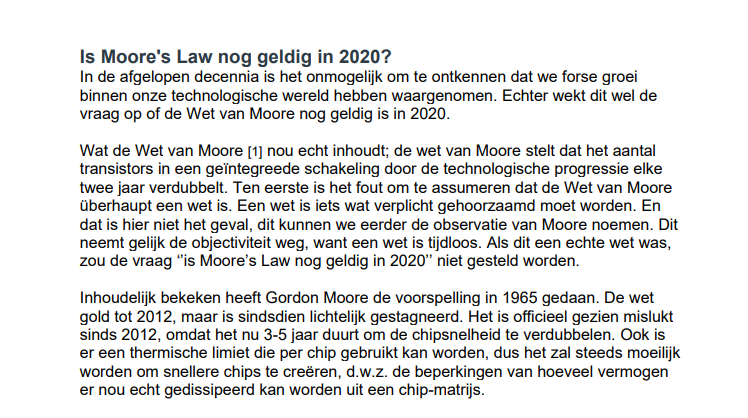 Is Moore's Law nog geldig in 2020?
In de afgelopen decennia is het onmogelijk om te ontkennen dat we forse groei
binnen onze technologische wereld hebben waargenomen. Echter wekt dit wel de
vraag op of de Wet van Moore nog geldig is in 2020.
Wat de Wet van Moore [1] nou echt inhoudt; de wet van Moore stelt dat het aantal
transistors in een geïntegreede schakeling door de technologische progressie elke
twee jaar verdubbelt. Ten eerste is het fout om te assumeren dat de Wet van Moore
überhaupt een wet is. Een wet is iets wat verplicht gehoorzaamd moet worden. En
dat is hier niet het geval, dit kunnen we eerder de observatie van Moore noemen. Dit
neemt gelijk de objectiviteit weg, want een wet is tijdloos. Als dit een echte wet was,
zou de vraag ‘’is Moore’s Law nog geldig in 2020’’ niet gesteld worden.
Inhoudelijk bekeken heeft Gordon Moore de voorspelling in 1965 gedaan. De wet
gold tot 2012, maar is sindsdien lichtelijk gestagneerd. Het is officieel gezien mislukt
sinds 2012, omdat het nu 3-5 jaar duurt om de chipsnelheid te verdubbelen. Ook is
er een thermische limiet die per chip gebruikt kan worden, dus het zal steeds moeilijk
worden om snellere chips te creëren, d.w.z. de beperkingen van hoeveel vermogen
er nou echt gedissipeerd kan worden uit een chip-matrijs.